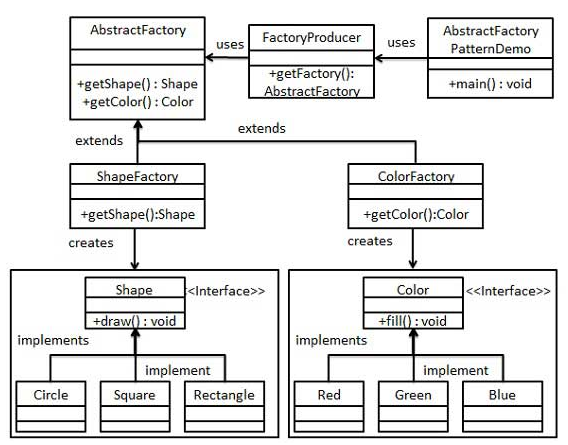 AbstractFactory
+getShape() : Shape
+getColor() : Color
uses
FactoryProducer
+getFactory():
AbstractFactory
uses
AbstractFactory
PatternDemo
+main() : void
extends
extends
ShapeFactory
+getShape():Shape
ColorFactory
+getColor():Color
creates
creates
Shape
<<Interface>>
+draw() : void
implements
implement
Circle
Square
Rectangle
Color
<<Interface>>
+fill() : void
implements
implement
Red
Green
Blue